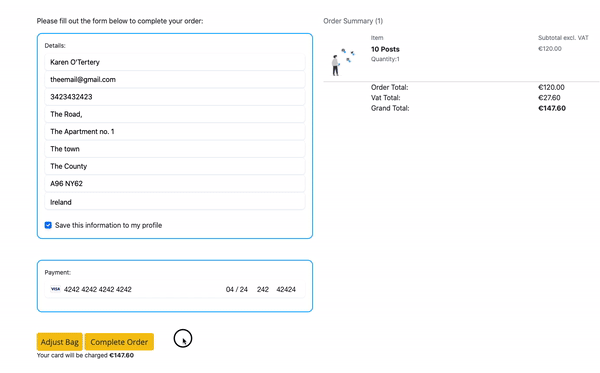 Please fill out the form below to complete your order:
Details:
Karen O'Tertery
theemail@gmail.com
3423432423
The Road,
The Apartment no. 1
The town
The County
A96 NY62
Ireland
Save this information to my profile
Payment:
VISA 4242 4242 4242 4242 04 / 24 242 42424
Adjust Bag Complete Order
Your card will be charged €147.60
Order Summary (1)
Item Subtotal excl. VAT
10 Posts €120.00
Quantity:1
Order Total: €120.00
Vat Total: €27.60
Grand Total: €147.60